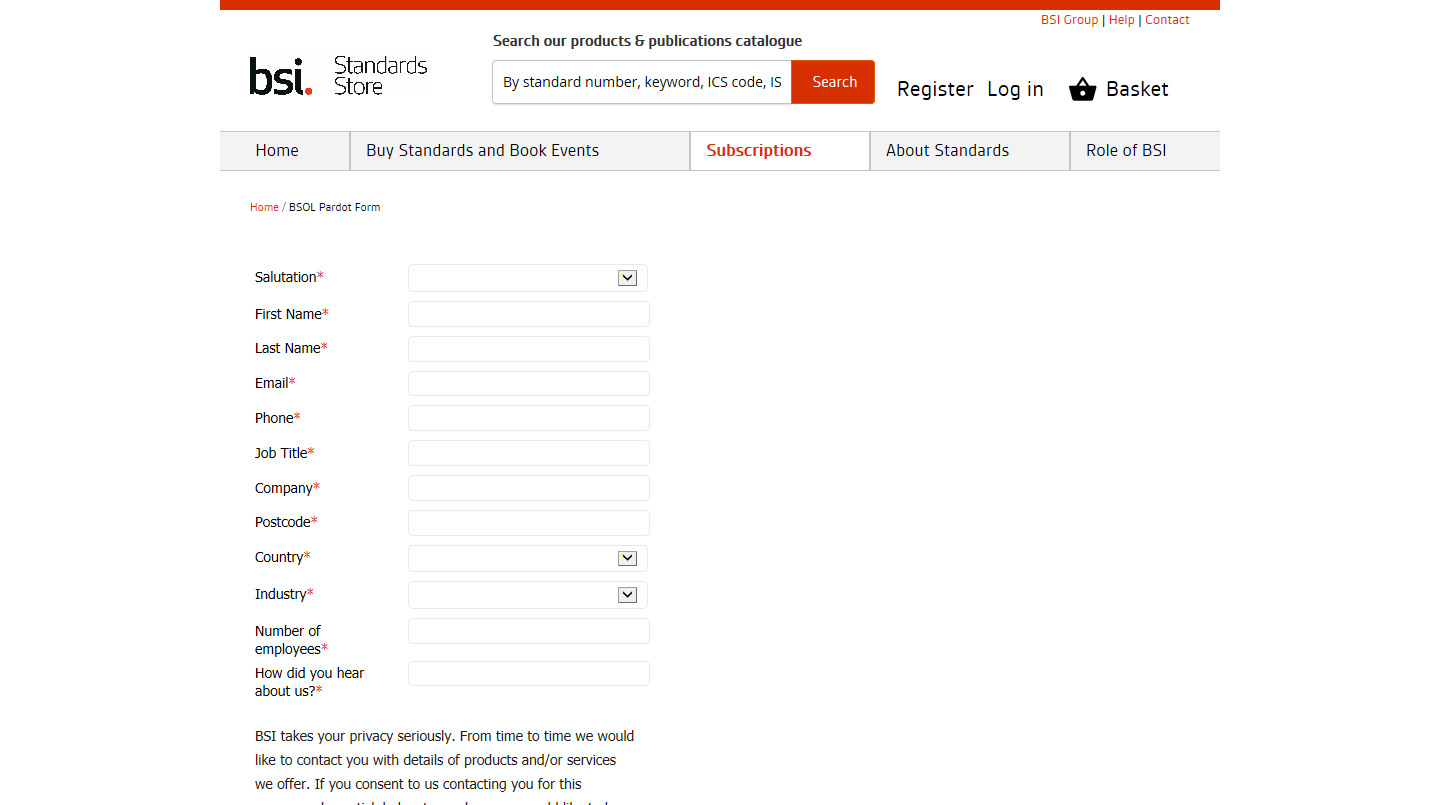 BSI Group | Help | Contact
Search our products & publications catalogue
bsi. Standards Store
By standard number, keyword, ICS code, IS
Search
Register Log in Basket
Home
Buy Standards and Book Events
Subscriptions
About Standards
Role of BSI
Home / BSOL Pardot Form
Salutation*
First Name*
Last Name*
Email*
Phone*
Job Title*
Company*
Postcode*
Country*
Industry*
Number of
employees*
How did you hear
about us?*
BSI takes your privacy seriously. From time to time we would
like to contact you with details of products and/or services
we offer. If you consent to us contacting you for this